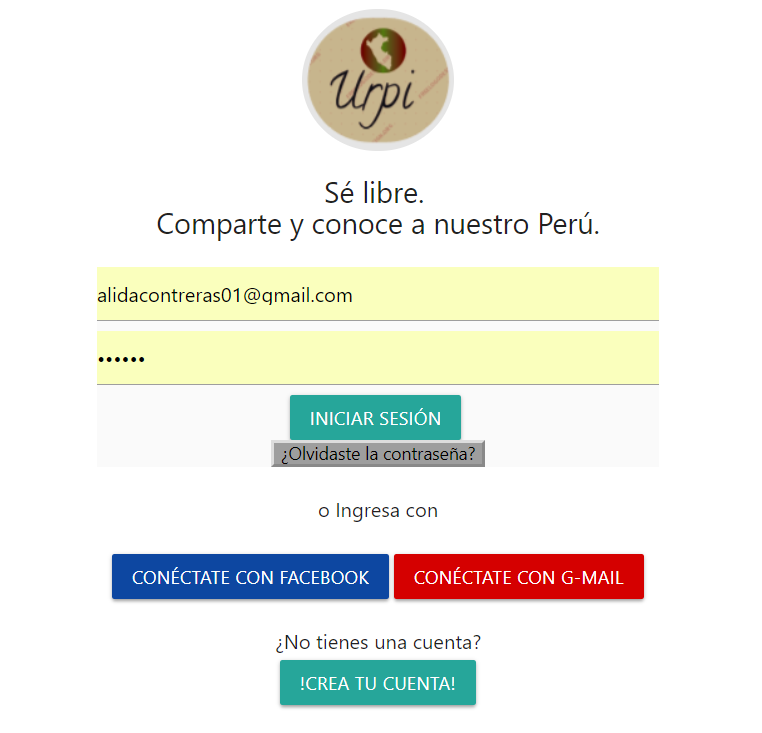 Urpi
Sé libre.
Comparte y conoce a nuestro Perú.
alidacontreras01@gmail.com
••••••
INICIAR SESIÓN
¿Olvidaste la contraseña?
o Ingresa con
CONÉCTATE CON FACEBOOK CONÉCTATE CON G-MAIL
¿No tienes una cuenta?
!CREA TU CUENTA!